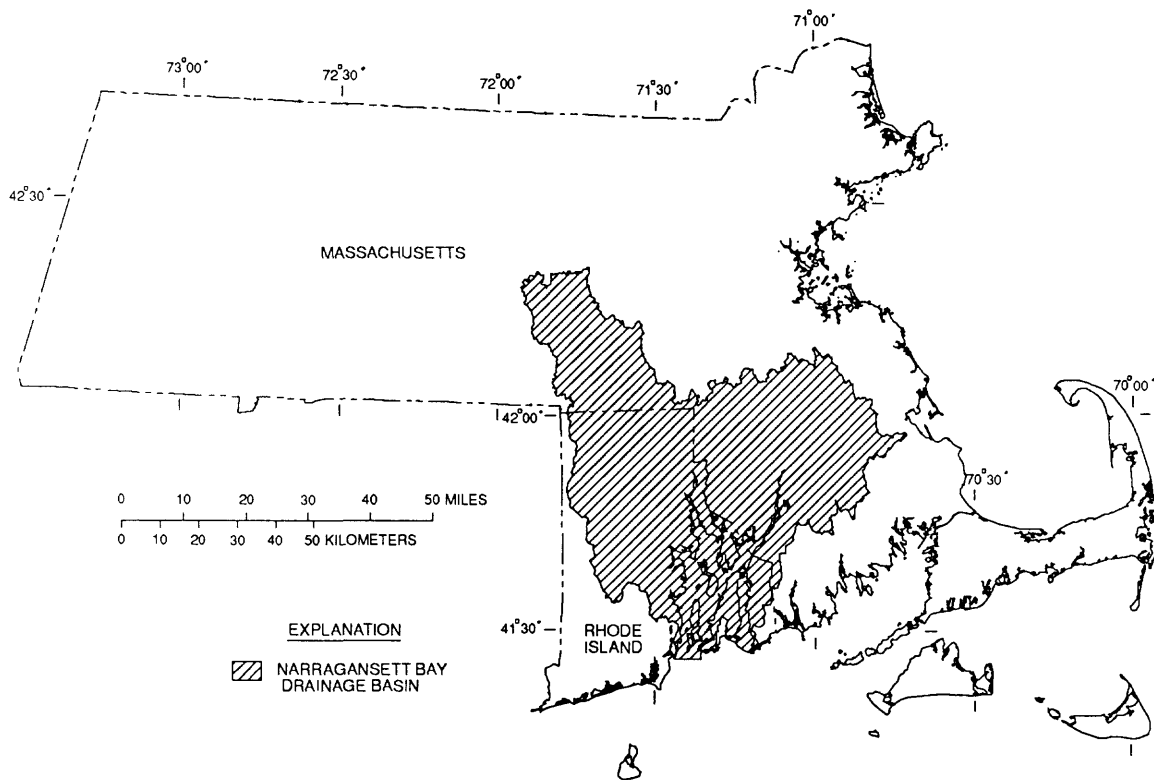 71°00'
73°00'
72°30'
72°00'
71°30'
42°30'
MASSACHUSETTS
70°00'
42°00'
70°30'
0 10 20 30 40 50 MILES
0 10 20 30 40 50 KILOMETERS
41°30'
RHODE
ISLAND
EXPLANATION
NARRAGANSETT BAY
DRAINAGE BASIN